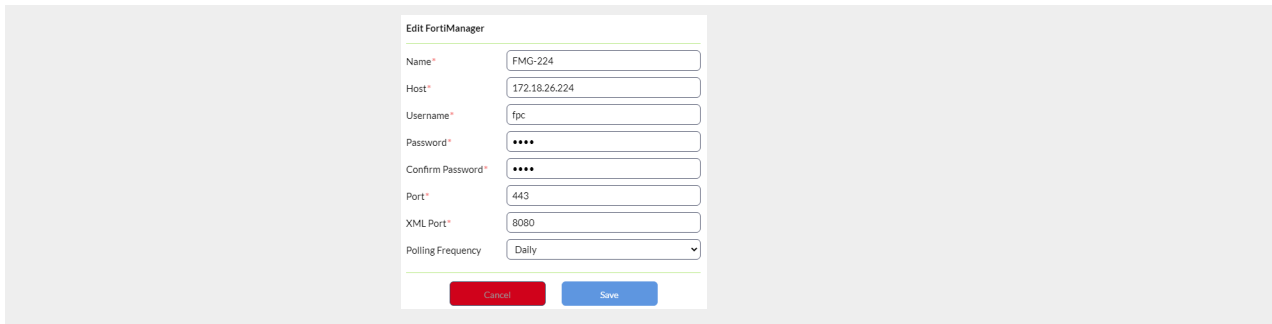 Edit FortiManager
Name* FMG-224
Host* 172.18.26.224
Username* fpc
Password* ••••
Confirm Password* ••••
Port* 443
XML Port* 8080
Polling Frequency Daily
Cancel Save